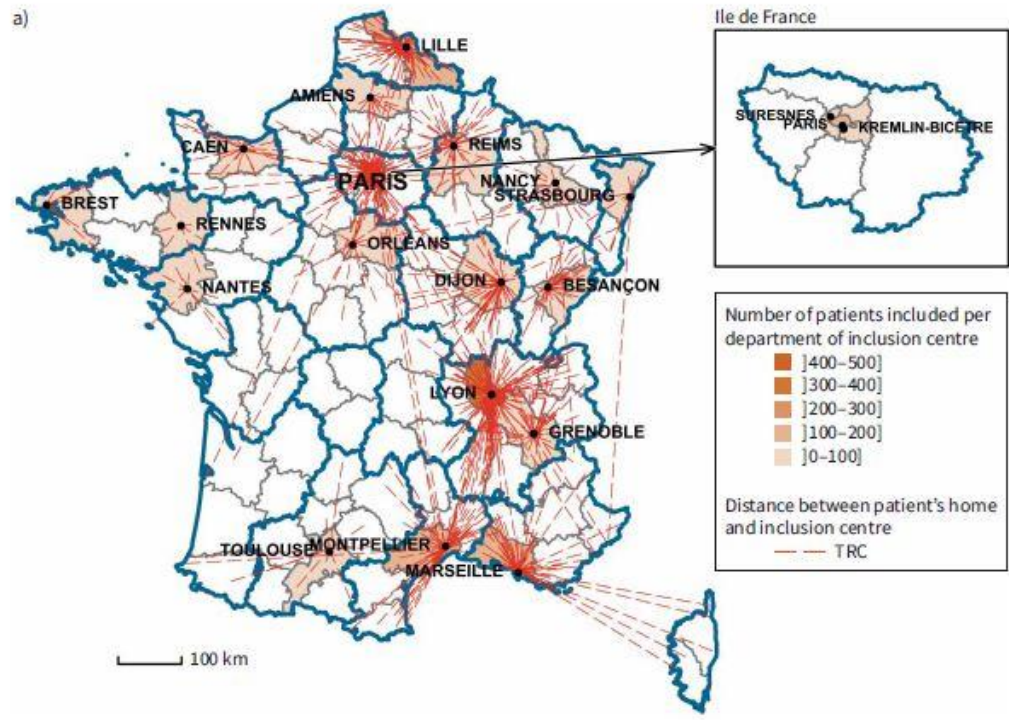 a)
Ile de France
LILLE
AMIENS
CAEN
REIMS
PARIS
NANCY
STRASBOURG
BREST
RENNES
ORLÉANS
NANTES
DIJON
BESANÇON
LYON
GRENOBLE
TOULOUSE
MONTPELLIER
MARSEILLE
100 km
SURESNES
PARIS
KREMLIN-BICETRE
Number of patients included per
department of inclusion centre
]400–500]
]300–400]
]200–300]
]100–200]
]0–100]
Distance between patient's home
and inclusion centre
TRC